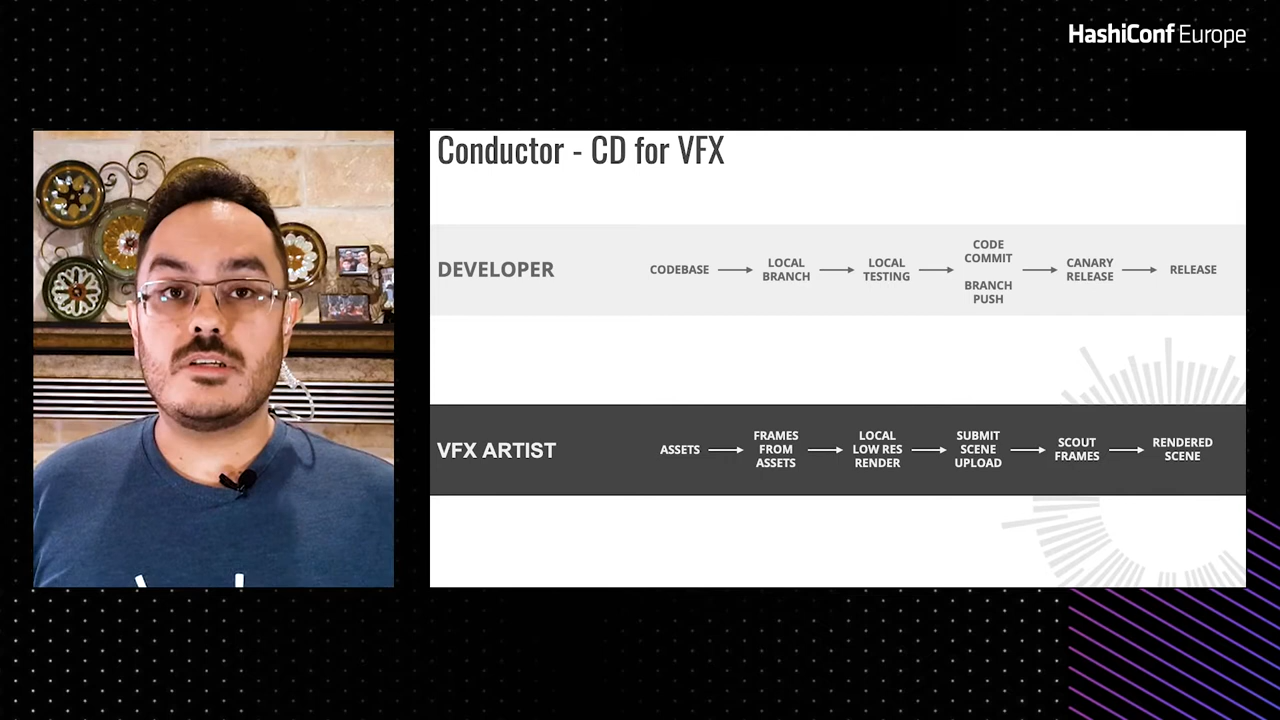 HashiConf Europe
Conductor - CD for VFX
DEVELOPER
CODEBASE
LOCAL
BRANCH
LOCAL
TESTING
CODE
COMMIT
BRANCH
PUSH
CANARY
RELEASE
RELEASE
VFX ARTIST
ASSETS
FRAMES
FROM
ASSETS
LOCAL
LOW RES
RENDER
SUBMIT
SCENE
UPLOAD
SCOUT
FRAMES
RENDERED
SCENE